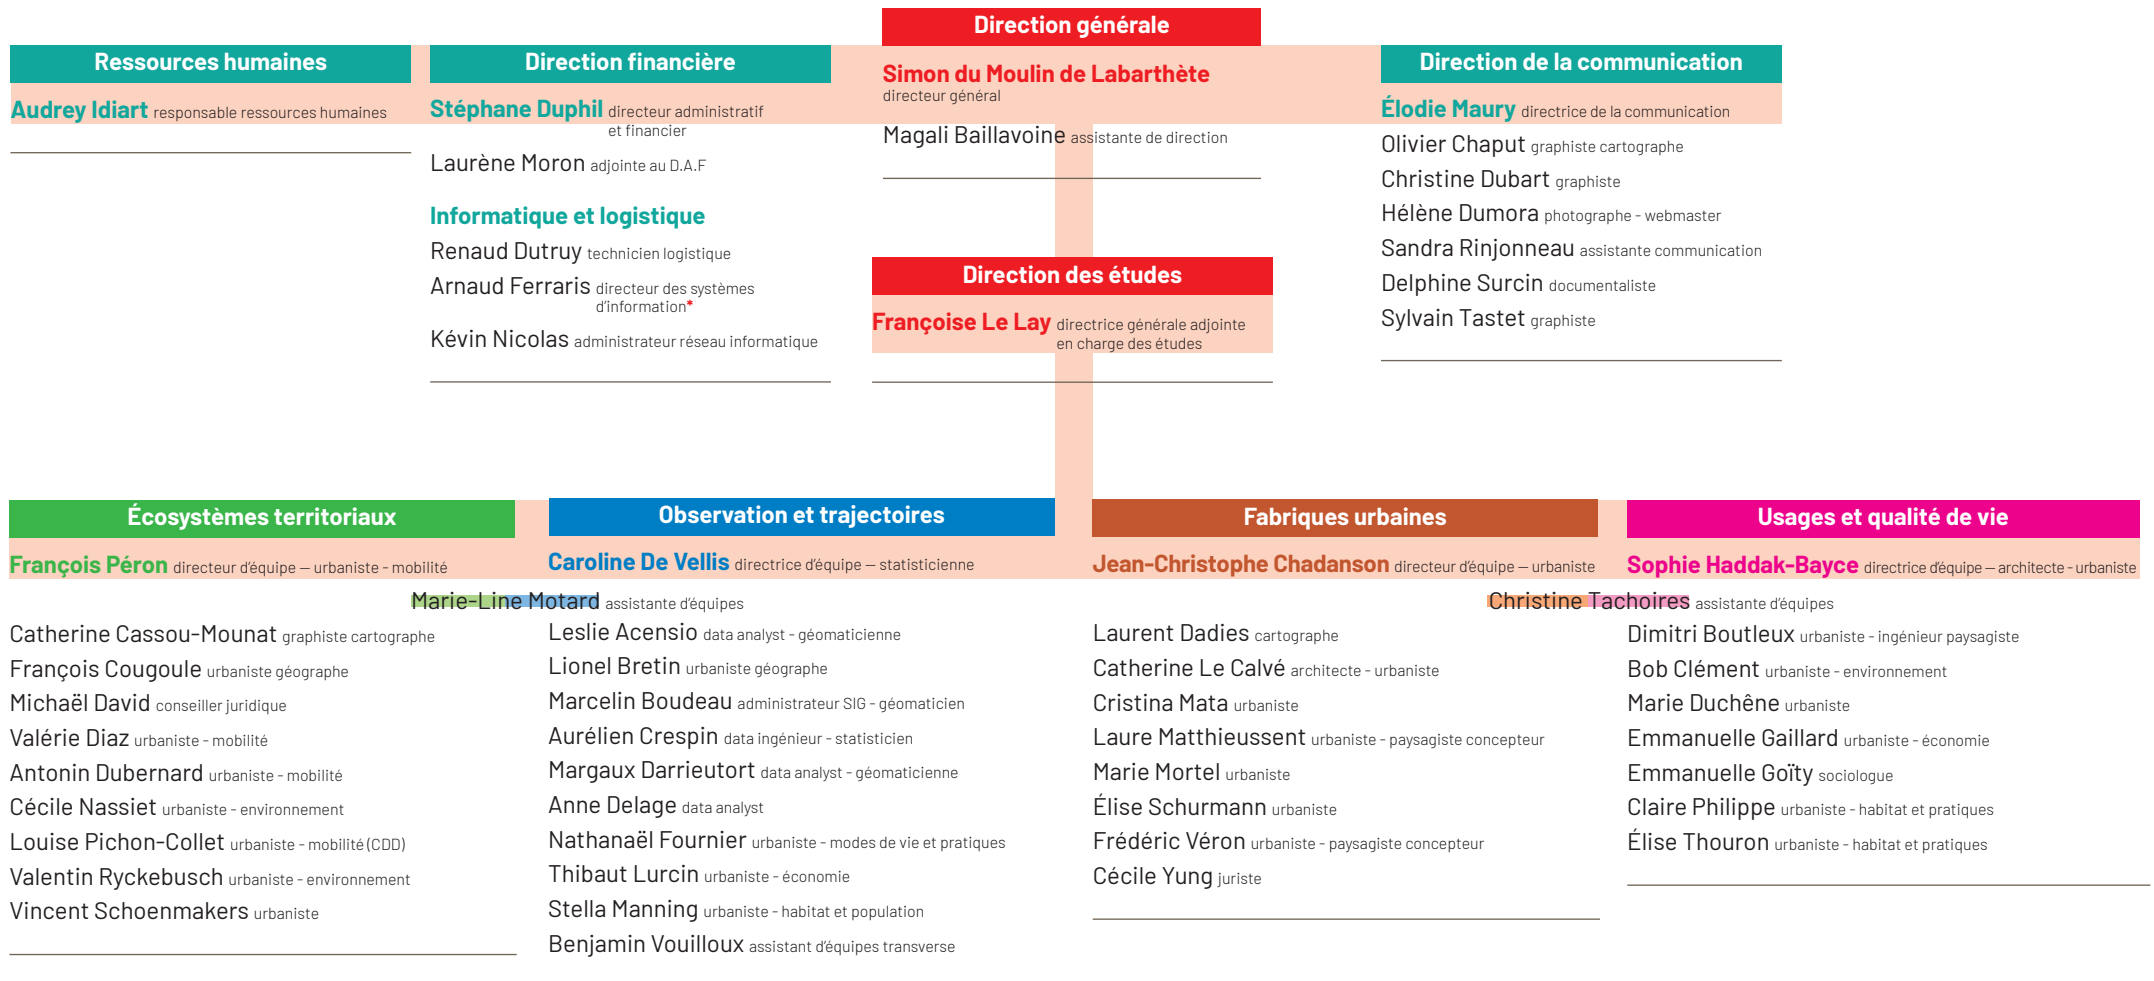 Direction générale
Simon du Moulin de Labarthète
directeur général
Magali Baillavoine assistante de direction
Ressources humaines
Audrey Idiart responsable ressources humaines
Direction financière
Stéphane Duphil directeur administratif
et financier
Laurène Moron adjointe au D.A.F
Informatique et logistique
Renaud Dutruy technicien logistique
Arnaud Ferraris directeur des systèmes
d'information*
Kévin Nicolas administrateur réseau informatique
Direction de la communication
Élodie Maury directrice de la communication
Olivier Chaput graphiste cartographe
Christine Dubart graphiste
Hélène Dumora photographe - webmaster
Sandra Rinjonneau assistante communication
Delphine Surcin documentaliste
Sylvain Tastet graphiste
Direction des études
Françoise Le Lay directrice générale adjointe
en charge des études
Écosystèmes territoriaux
François Péron directeur d'équipe – urbaniste - mobilité
Marie-Line Motard assistante d'équipes
Catherine Cassou-Mounat graphiste cartographe
François Cougoule urbaniste géographe
Michaël David conseiller juridique
Valérie Diaz urbaniste - mobilité
Antonin Dubernard urbaniste - mobilité
Cécile Nassiet urbaniste - environnement
Louise Pichon-Collet urbaniste - mobilité (CDD)
Valentin Ryckebusch urbaniste - environnement
Vincent Schoenmakers urbaniste
Observation et trajectoires
Caroline De Vellis directrice d'équipe – statisticienne
Leslie Acensio data analyst - géomaticienne
Lionel Bretin urbaniste géographe
Marcelin Boudeau administrateur SIG - géomaticien
Aurélien Crespin data ingénieur - statisticien
Margaux Darrieutort data analyst - géomaticienne
Anne Delage data analyst
Nathanaël Fournier urbaniste - modes de vie et pratiques
Thibaut Lurcin urbaniste - économie
Stella Manning urbaniste - habitat et population
Benjamin Vouilloux assistant d'équipes transverse
Fabriques urbaines
Jean-Christophe Chadanson directeur d'équipe – urbaniste
Christine Tachoires assistante d'équipes
Laurent Dadies cartographe
Catherine Le Calvé architecte - urbaniste
Cristina Mata urbaniste
Laure Matthieussent urbaniste - paysagiste concepteur
Marie Mortel urbaniste
Élise Schurmann urbaniste
Frédéric Véron urbaniste - paysagiste concepteur
Cécile Yung juriste
Usages et qualité de vie
Sophie Haddak-Bayce directrice d'équipe – architecte - urbaniste
Dimitri Boutleux urbaniste - ingénieur paysagiste
Bob Clément urbaniste - environnement
Marie Duchêne urbaniste
Emmanuelle Gaillard urbaniste - économie
Emmanuelle Goïty sociologue
Claire Philippe urbaniste - habitat et pratiques
Élise Thouron urbaniste - habitat et pratiques